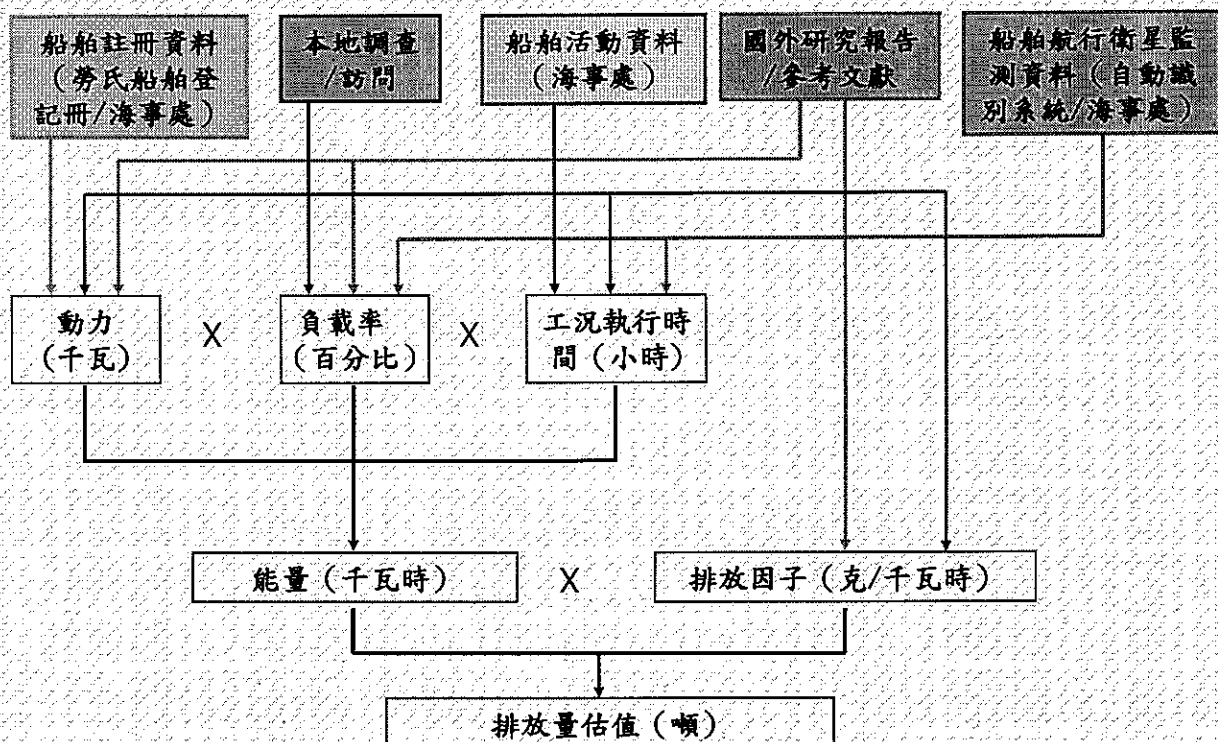 船舶註冊資料
（勞氏船舶登
記冊/海事處）
本地調查
/訪問
船舶活動資料
（海事處）
國外研究報告
/參考文獻
船舶航行衛星監
測資料（自動識
別系統/海事處）
動力
（千瓦）
X
負載率
（百分比）
X
工況執行時
間（小時）
能量（千瓦時）
X
排放因子（克/千瓦時）
排放量估值（噸）